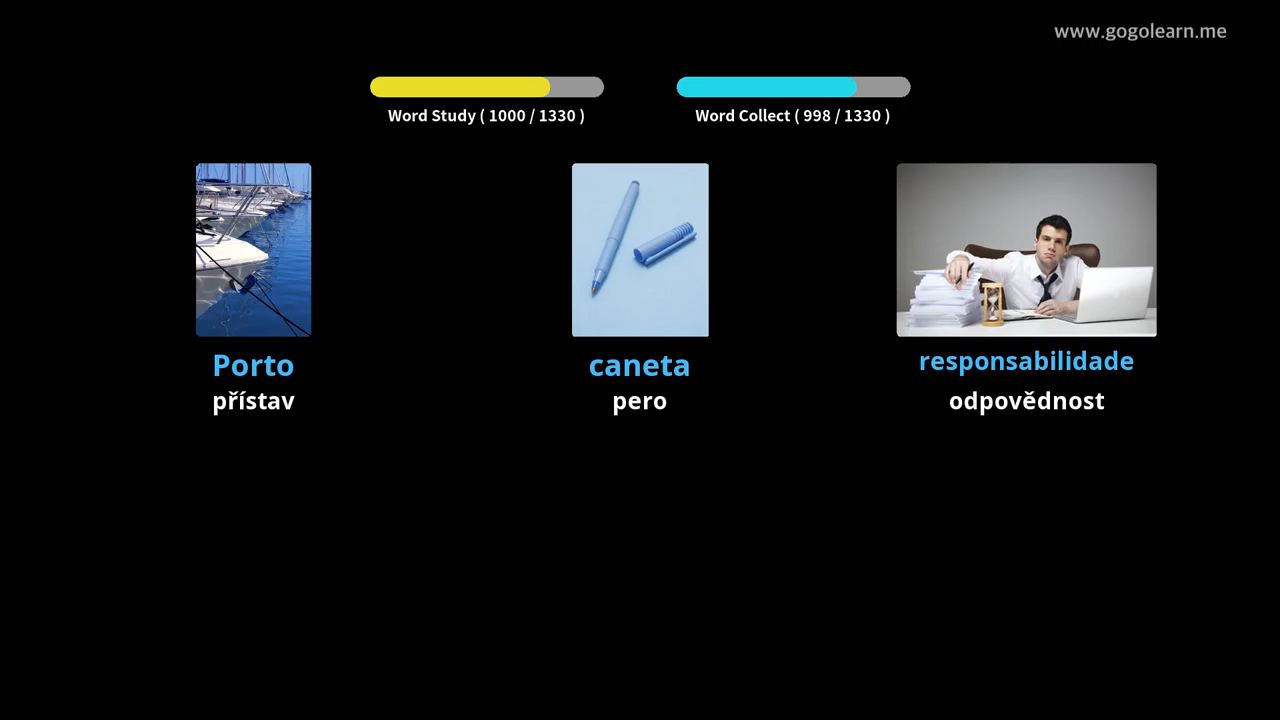 www.gogolearn.me
Word Study ( 1000 / 1330 )
Word Collect ( 998 / 1330 )
Porto
caneta
responsabilidade
přístav
pero
odpovědnost